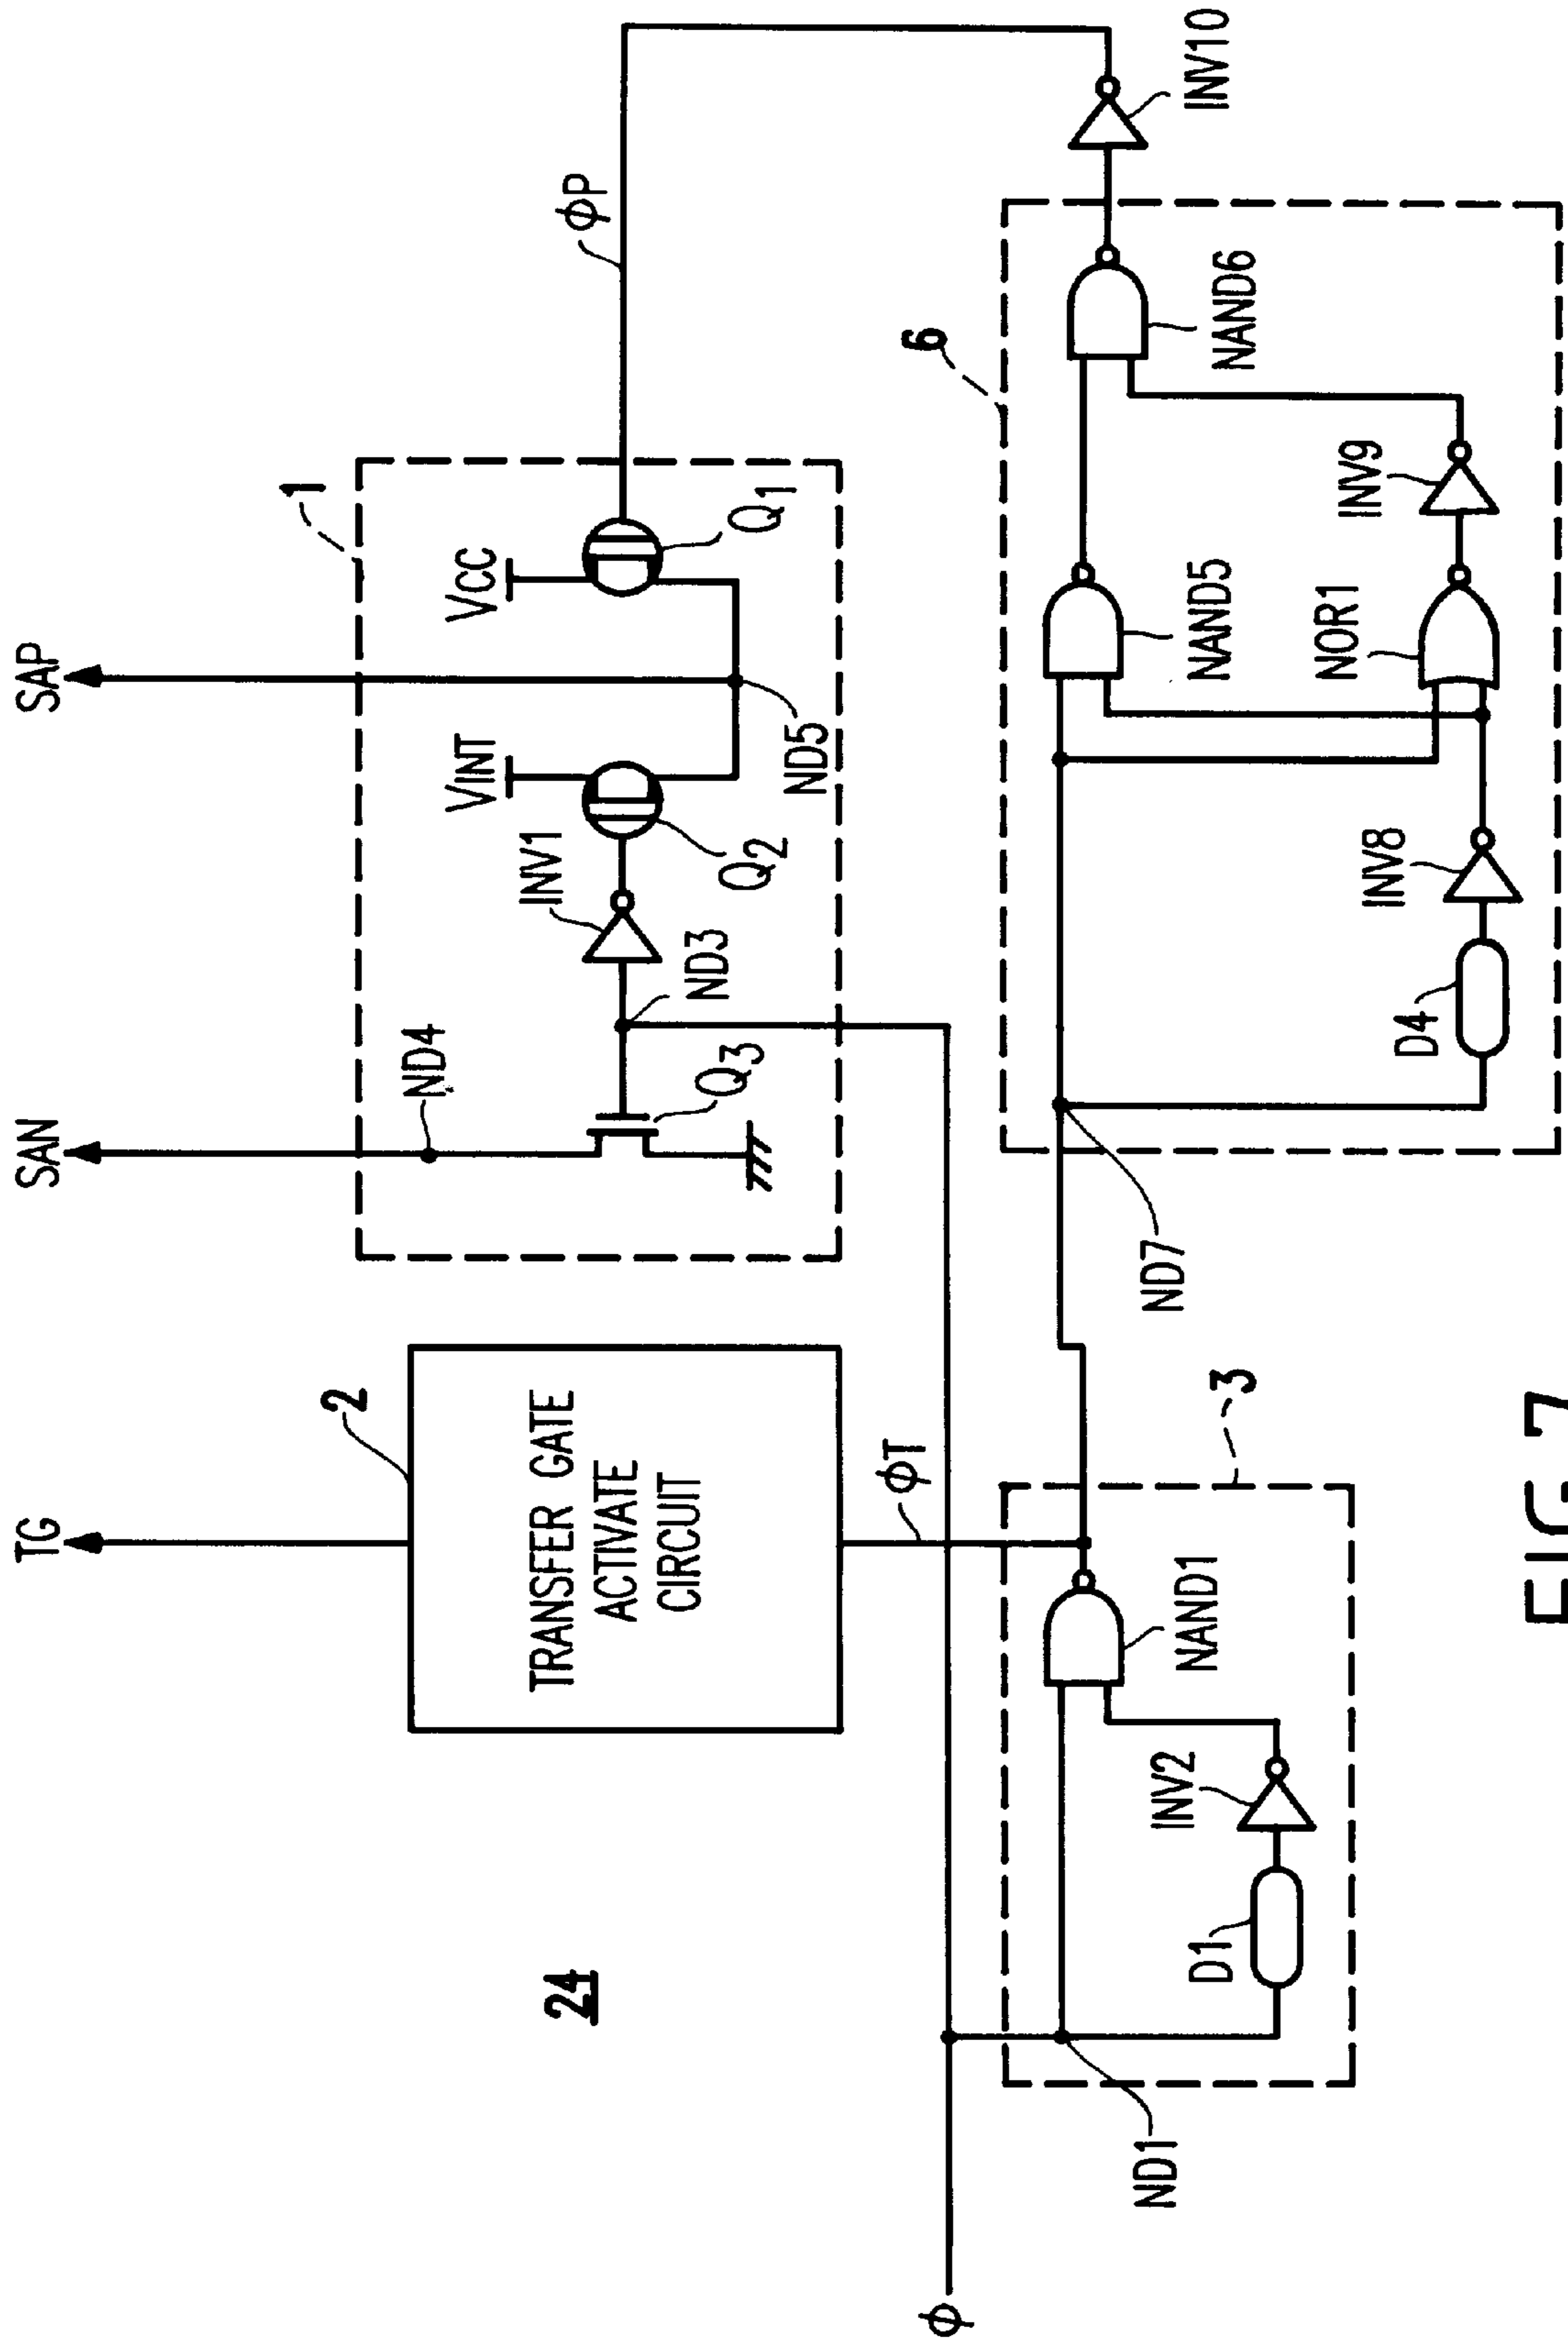 TG
SAN
SAP
2
TRANSFER GATE
ACTIVATE
CIRCUIT
1
ND4
VINT
VCC
INV1
Q3
ND3
Q2
ND5
Q1
ΦP
24
ΦT
Φ
ND1
D1
INV2
NAND1
3
ND7
6
D4
INV8
NAND5
NOR1
INV9
NAND6
INV10
FIG. 7